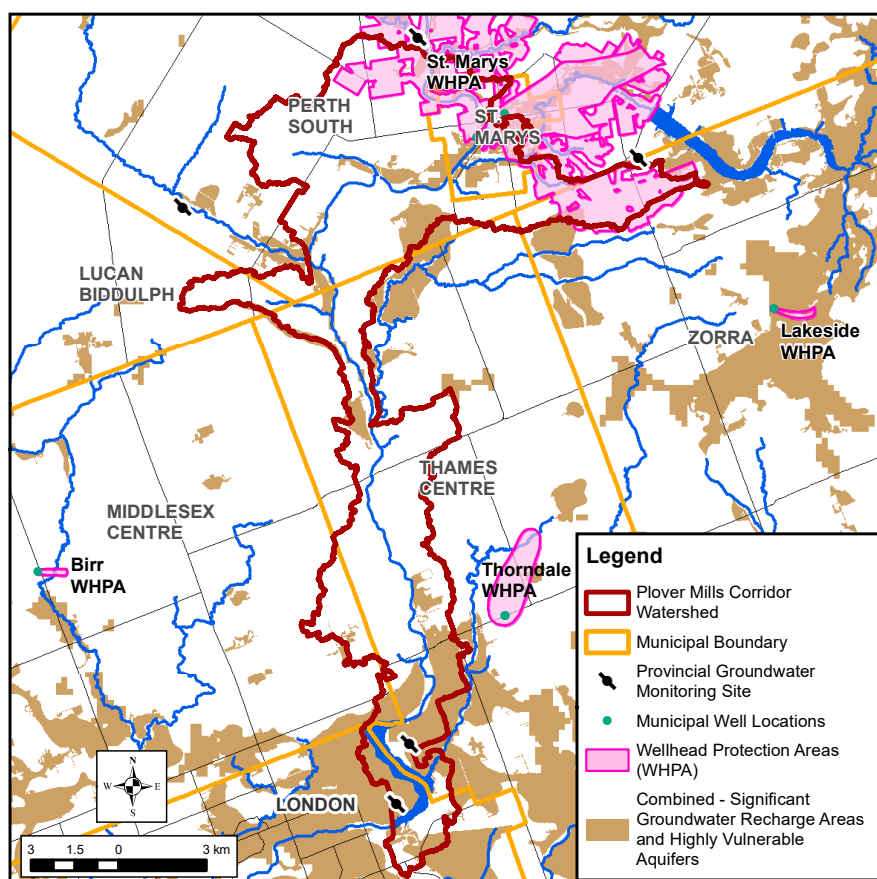 St. Marys
WHPA
PERTH
SOUTH
ST.
MARYS
LUCAN
BIDDULPH
ZORRA
Lakeside
WHPA
THAMES
CENTRE
MIDDLESEX
CENTRE
Birr
WHPA
Thorndale
WHPA
LONDON
Legend
Plover Mills Corridor
Watershed
Municipal Boundary
Provincial Groundwater
Monitoring Site
Municipal Well Locations
Wellhead Protection Areas
(WHPA)
Combined - Significant
Groundwater Recharge Areas
and Highly Vulnerable
Aquifers
N
W E
S
3 1.5 0 3 km